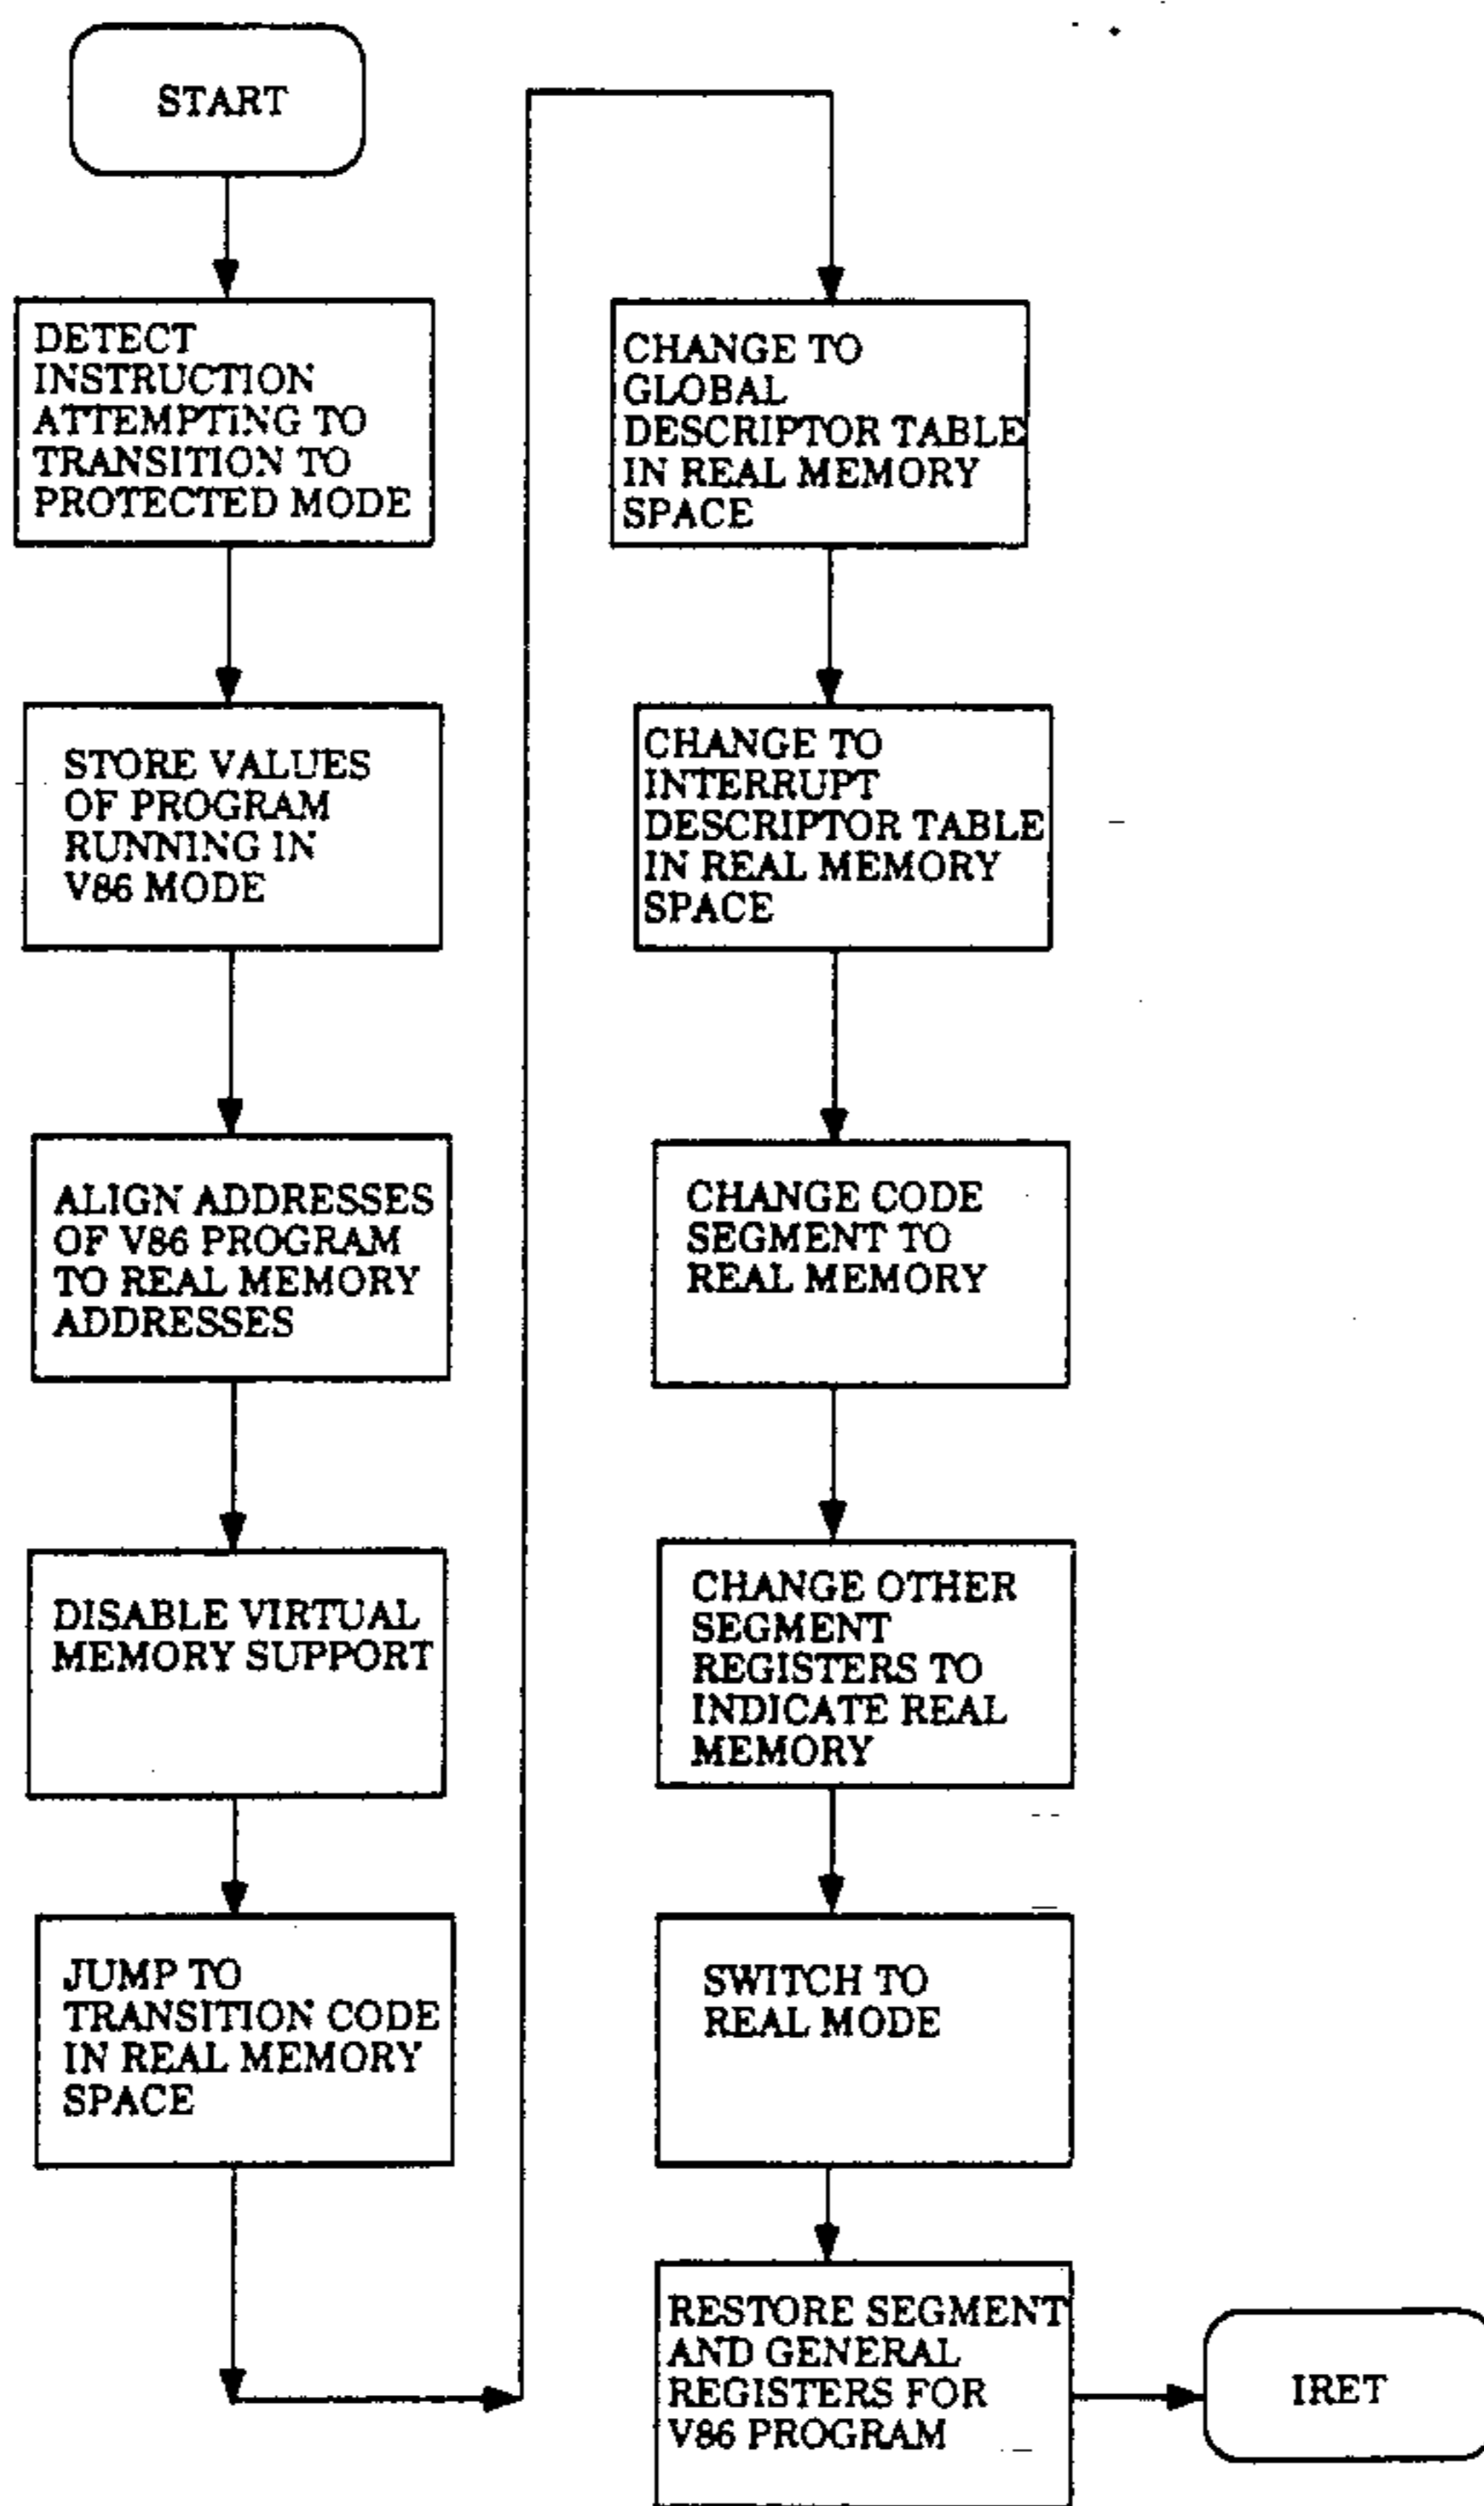 START
DETECT
INSTRUCTION
ATTEMPTING TO
TRANSITION TO
PROTECTED MODE
STORE VALUES
OF PROGRAM
RUNNING IN
V86 MODE
ALIGN ADDRESSES
OF V86 PROGRAM
TO REAL MEMORY
ADDRESSES
DISABLE VIRTUAL
MEMORY SUPPORT
JUMP TO
TRANSITION CODE
IN REAL MEMORY
SPACE
CHANGE TO
GLOBAL
DESCRIPTOR TABLE
IN REAL MEMORY
SPACE
CHANGE TO
INTERRUPT
DESCRIPTOR TABLE
IN REAL MEMORY
SPACE
CHANGE CODE
SEGMENT TO
REAL MEMORY
CHANGE OTHER
SEGMENT
REGISTERS TO
INDICATE REAL
MEMORY
SWITCH TO
REAL MODE
RESTORE SEGMENT
AND GENERAL
REGISTERS FOR
V86 PROGRAM
IRET